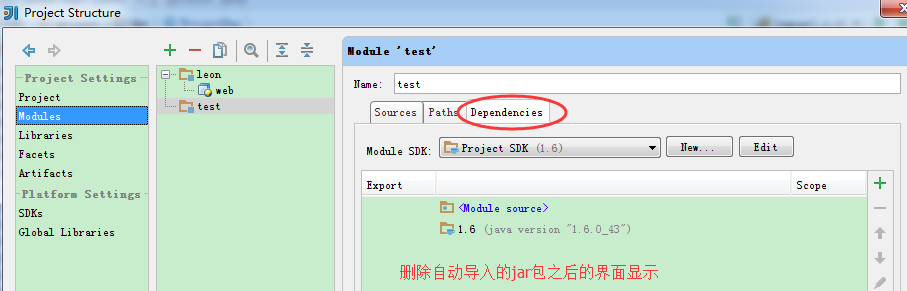 Project Structure
Project Settings
Project
Modules
Libraries
Facets
Artifacts
Platform Settings
SDKs
Global Libraries
leon
web
test
Module 'test'
Name: test
Sources Paths Dependencies
Module SDK: Project SDK (1.6) New... Edit
Export Scope
<Module source>
1.6 (java version "1.6.0_43")
删除自动导入的jar包之后的界面显示